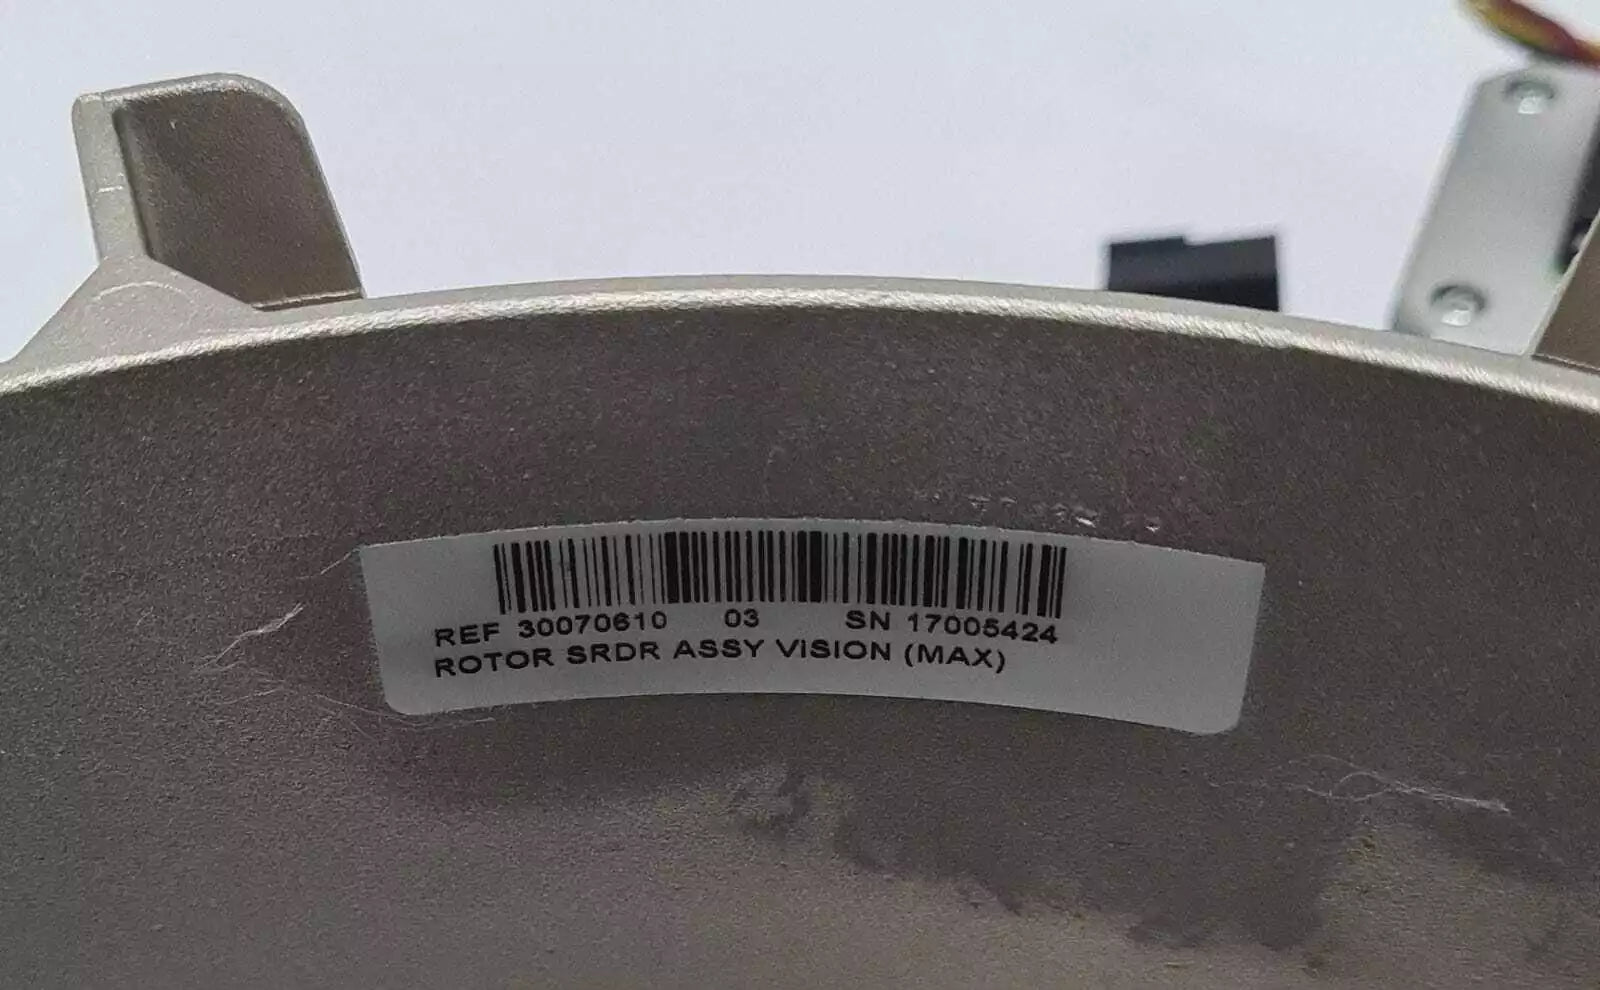 REF 30070610 03 SN 17005424
ROTOR SRDR ASSY VISION (MAX)